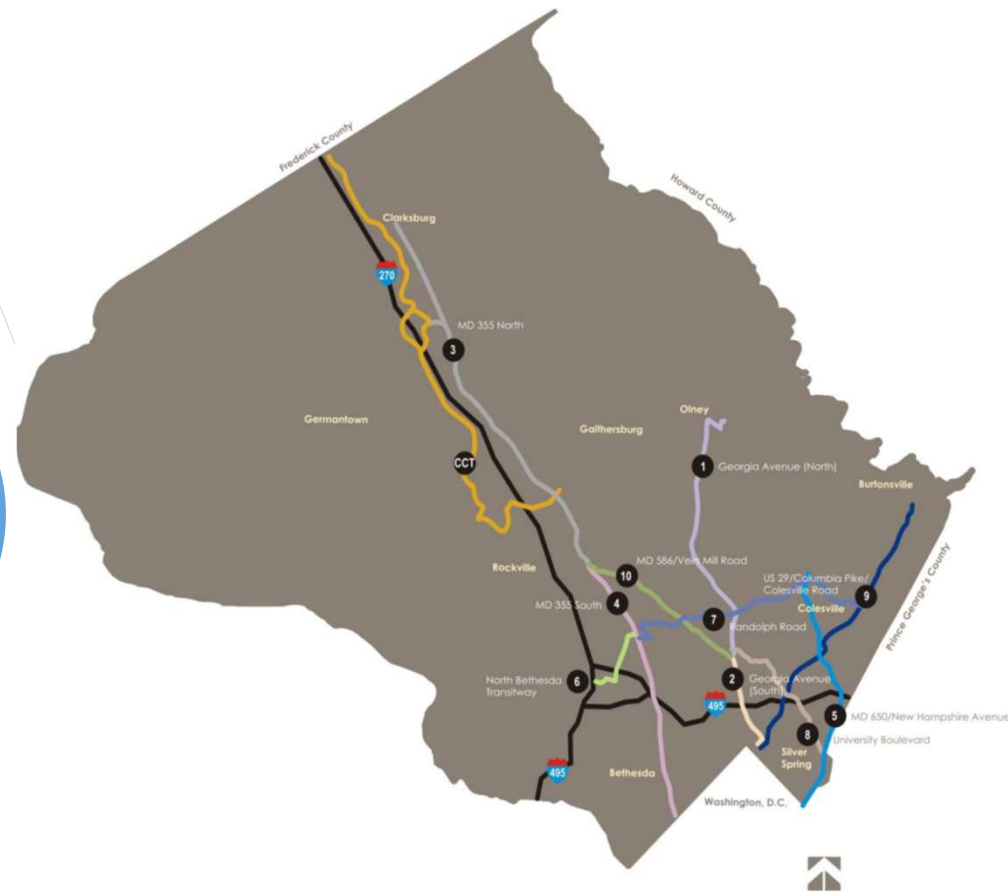 Frederick County
Howard County
Clarksburg
270
MD 355 North
3
Germantown
Olney
Gaithersburg
1
Georgia Avenue (North)
CCT
Burtonsville
Prince George's County
Rockville
MD 586/Veirs Mill Road
10
US 29/Columbia Pike/
Colesville Road
9
MD 355 South
4
Colesville
7
Randolph Road
North Bethesda
Transitway
6
2
Georgia Avenue
(South)
495
5
MD 650/New Hampshire Avenue
8
University Boulevard
Silver
Spring
495
Bethesda
Washington, D.C.